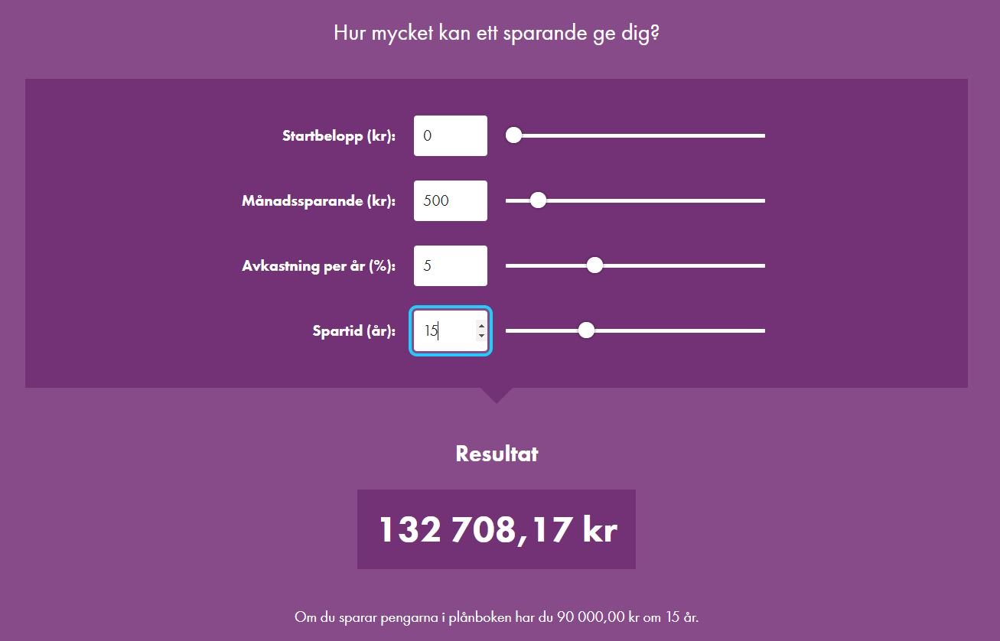 Hur mycket kan ett sparande ge dig?
Startbelopp (kr): 0
Månadssparande (kr): 500
Avkastning per år (%): 5
Spartid (år): 15
Resultat
132 708,17 kr
Om du sparar pengarna i plånboken har du 90 000,00 kr om 15 år.